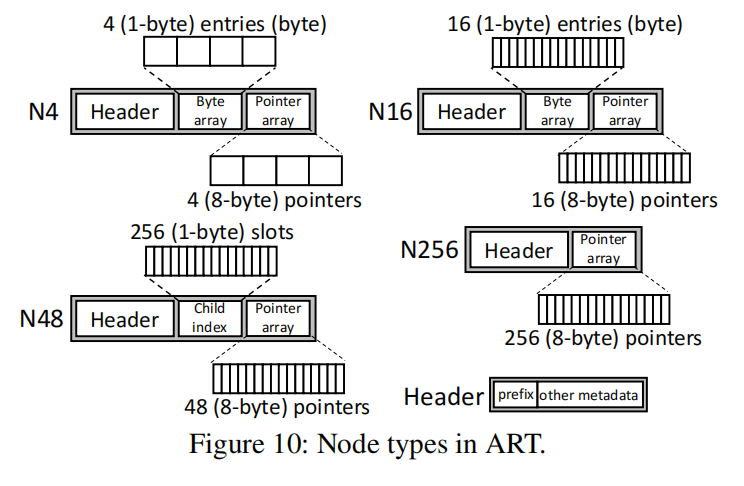 4 (1-byte) entries (byte)
N4
Header
Byte
array
Pointer
array
4 (8-byte) pointers
16 (1-byte) entries (byte)
N16
Header
Byte
array
Pointer
array
16 (8-byte) pointers
256 (1-byte) slots
N48
Header
Child
index
Pointer
array
48 (8-byte) pointers
N256
Header
Pointer
array
256 (8-byte) pointers
Header
prefix
other metadata
Figure 10: Node types in ART.